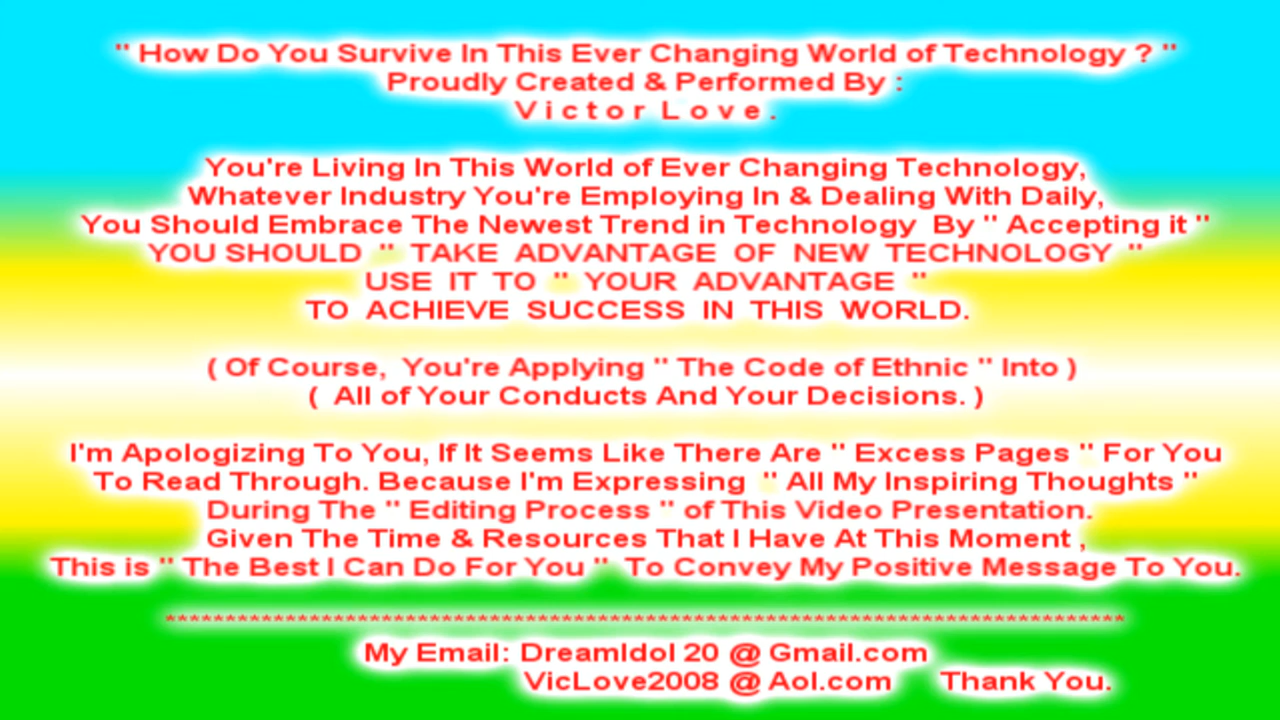 " How Do You Survive In This Ever Changing World of Technology ? "
Proudly Created & Performed By :
V i c t o r  L o v e .
You're Living In This World of Ever Changing Technology,
Whatever Industry You're Employing In & Dealing With Daily,
You Should Embrace The Newest Trend in Technology  By " Accepting it "
YOU SHOULD  "  TAKE  ADVANTAGE  OF  NEW  TECHNOLOGY  "
USE  IT  TO  "  YOUR  ADVANTAGE  "
TO  ACHIEVE  SUCCESS  IN  THIS  WORLD.
( Of Course,  You're Applying " The Code of Ethnic " Into )
(  All of Your Conducts And Your Decisions. )
I'm Apologizing To You, If It Seems Like There Are " Excess Pages " For You
To Read Through. Because I'm Expressing  " All My Inspiring Thoughts "
During The " Editing Process " of This Video Presentation.
Given The Time & Resources That I Have At This Moment ,
This is " The Best I Can Do For You "  To Convey My Positive Message To You.
********************************************************************************
My Email: DreamIdol 20 @ Gmail.com
VicLove2008 @ Aol.com      Thank You.